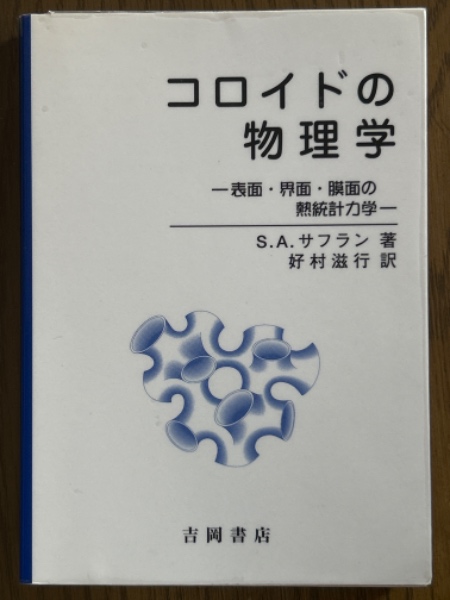 コロイドの
物理学
―表面・界面・膜面の
熱統計力学―
S.A.サフラン 著
好村滋行 訳
吉岡書店